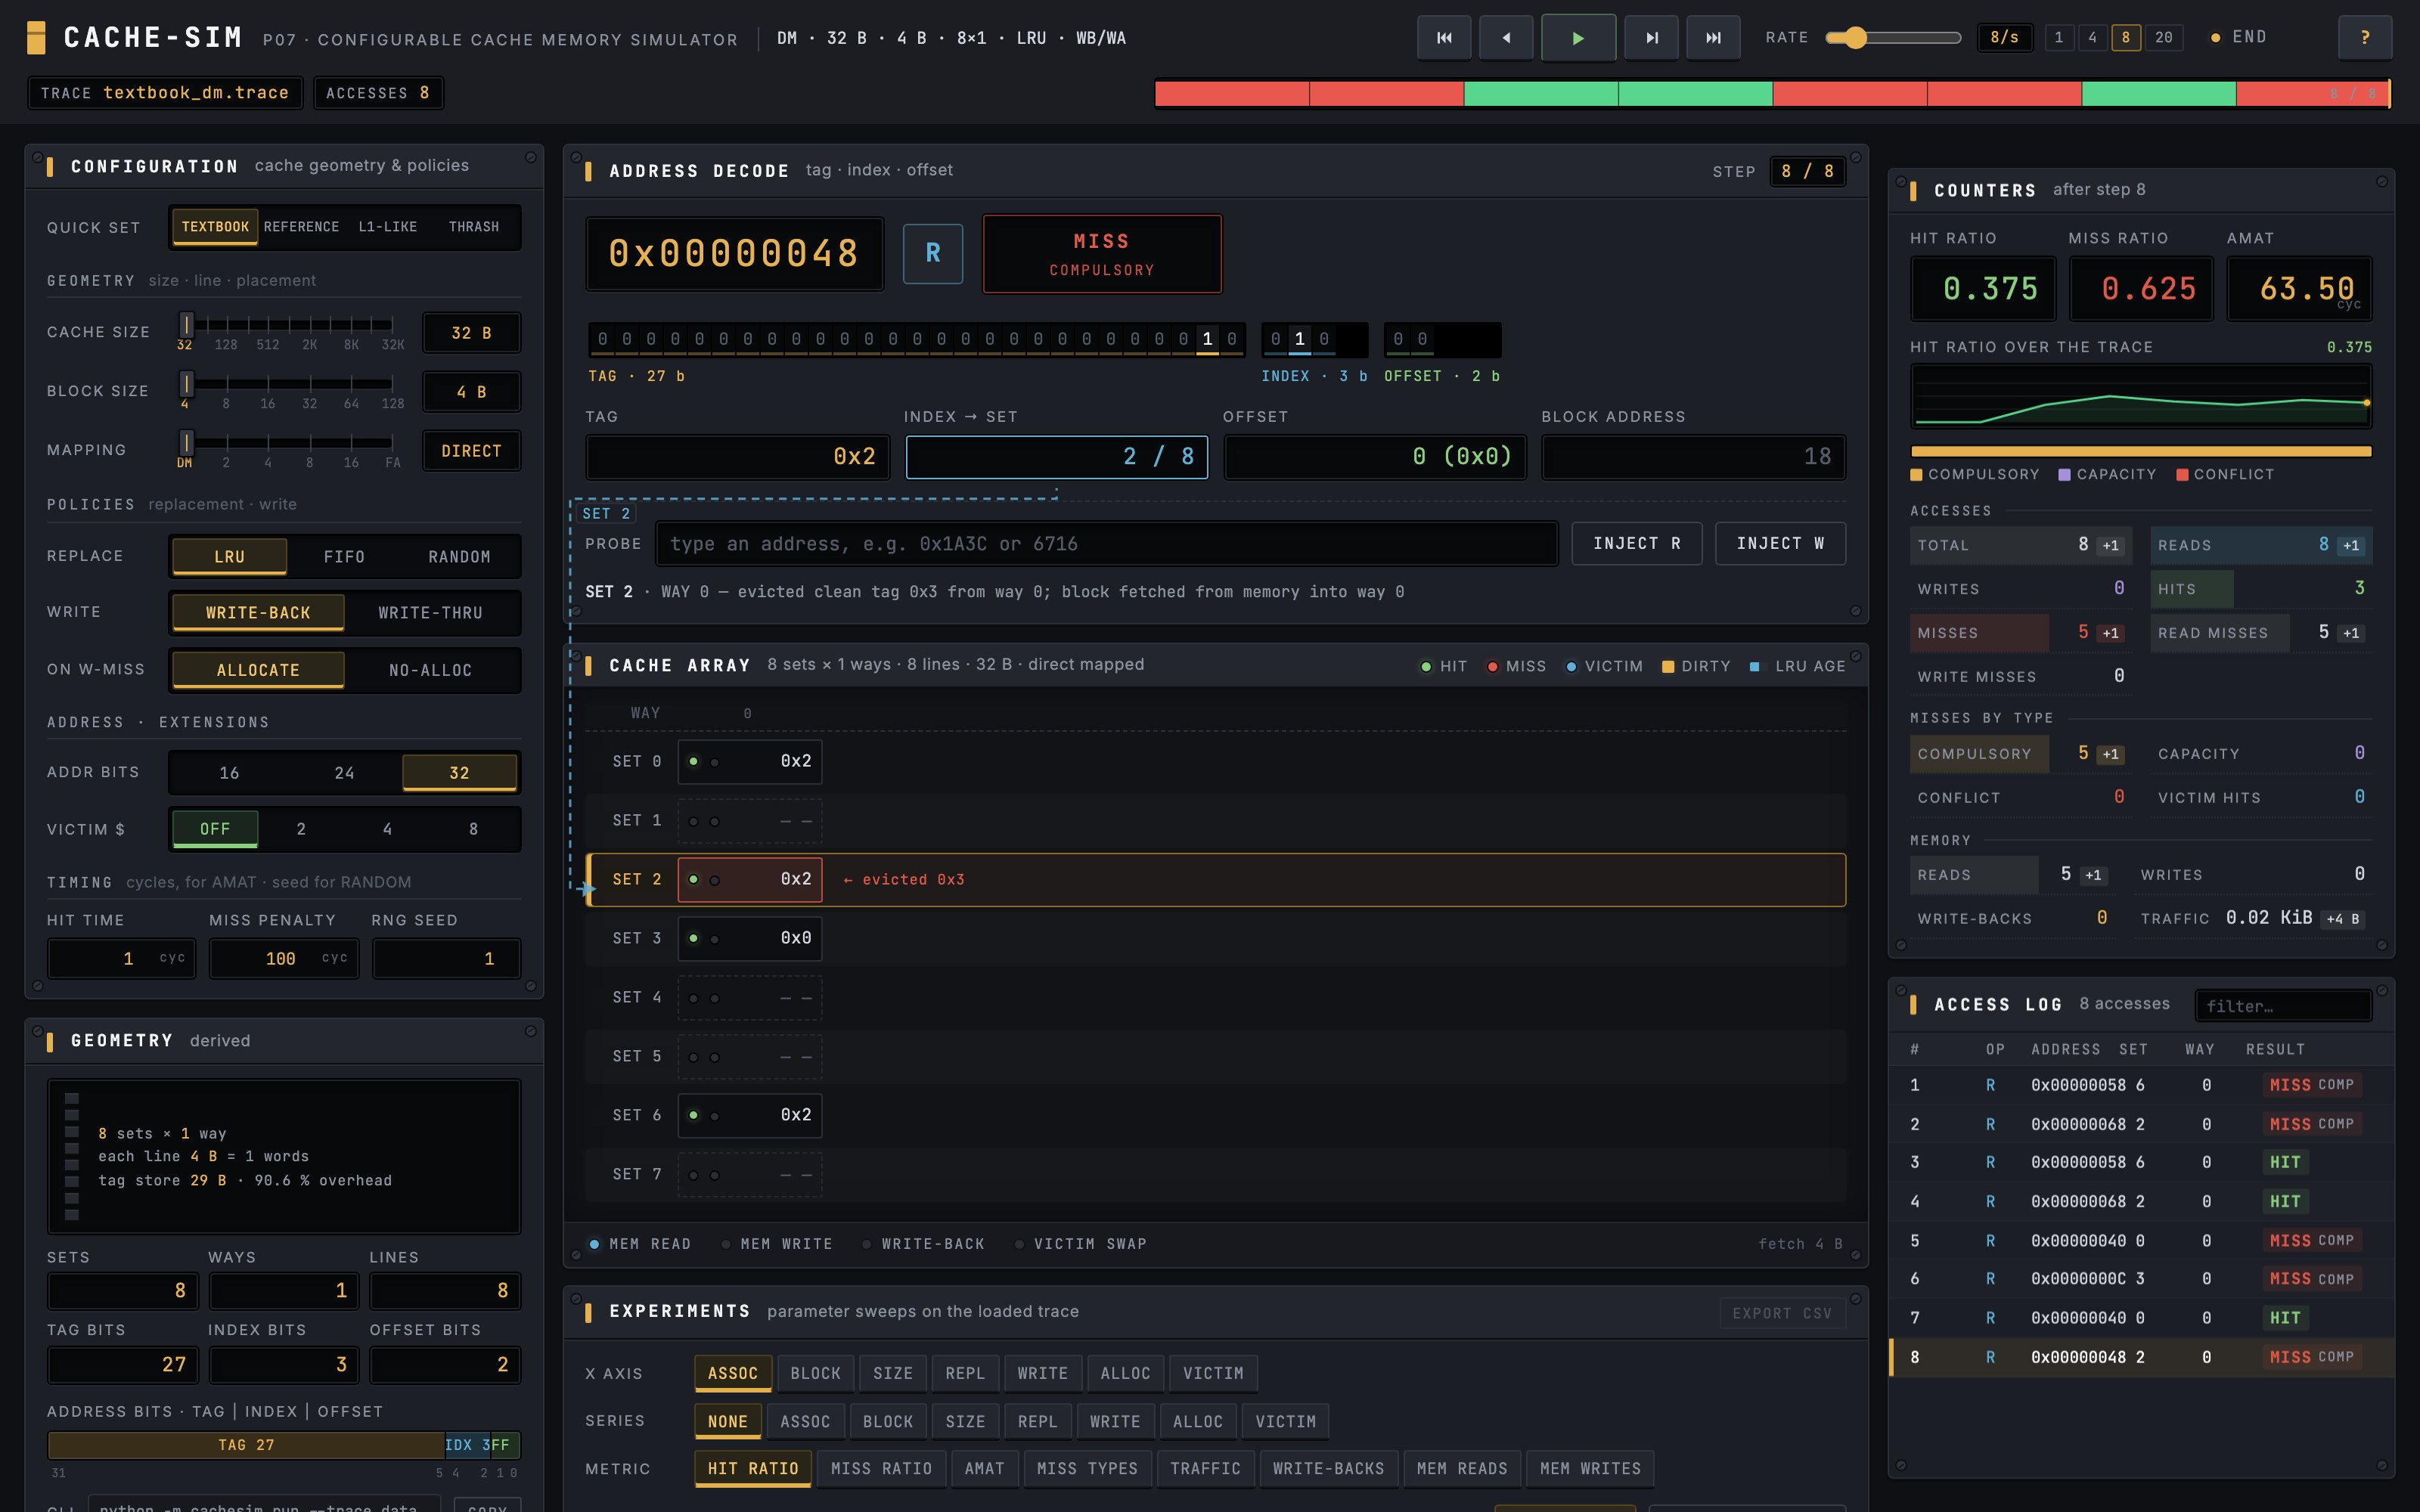 CACHE-SIM P07 · CONFIGURABLE CACHE MEMORY SIMULATOR DM · 32 B · 4 B · 8×1 · LRU · WB/WA RATE 8/s 1 4 8 20 END ?
TRACE textbook_dm.trace ACCESSES 8 8 / 8
CONFIGURATION cache geometry & policies
QUICK SET TEXTBOOK REFERENCE L1-LIKE THRASH
GEOMETRY size · line · placement
CACHE SIZE 32 B
32 128 512 2K 8K 32K
BLOCK SIZE 4 B
4 8 16 32 64 128
MAPPING DIRECT
DM 2 4 8 16 FA
POLICIES replacement · write
REPLACE LRU FIFO RANDOM
WRITE WRITE-BACK WRITE-THRU
ON W-MISS ALLOCATE NO-ALLOC
ADDRESS · EXTENSIONS
ADDR BITS 16 24 32
VICTIM $ OFF 2 4 8
TIMING cycles, for AMAT · seed for RANDOM
HIT TIME MISS PENALTY RNG SEED
1 cyc 100 cyc 1
GEOMETRY derived
8 sets × 1 way
each line 4 B = 1 words
tag store 29 B · 90.6 % overhead
SETS WAYS LINES
8 1 8
TAG BITS INDEX BITS OFFSET BITS
27 3 2
ADDRESS BITS · TAG | INDEX | OFFSET
TAG 27 IDX 3 FF
31 5 4 2 1 0
CLI python -m cachesim run --trace data COPY
ADDRESS DECODE tag · index · offset STEP 8 / 8
0x00000048 R MISS
COMPULSORY
0 0 0 0 0 0 0 0 0 0 0 0 0 0 0 0 0 0 0 0 0 0 0 0 0 1 0 0 1 0 0 0
TAG · 27 b INDEX · 3 b OFFSET · 2 b
TAG INDEX → SET OFFSET BLOCK ADDRESS
0x2 2 / 8 0 (0x0) 18
SET 2
PROBE type an address, e.g. 0x1A3C or 6716 INJECT R INJECT W
SET 2 · WAY 0 — evicted clean tag 0x3 from way 0; block fetched from memory into way 0
CACHE ARRAY 8 sets × 1 ways · 8 lines · 32 B · direct mapped HIT MISS VICTIM DIRTY LRU AGE
WAY 0
SET 0 0x2
SET 1 — —
SET 2 0x2 ← evicted 0x3
SET 3 0x0
SET 4 — —
SET 5 — —
SET 6 0x2
SET 7 — —
MEM READ MEM WRITE WRITE-BACK VICTIM SWAP fetch 4 B
EXPERIMENTS parameter sweeps on the loaded trace EXPORT CSV
X AXIS ASSOC BLOCK SIZE REPL WRITE ALLOC VICTIM
SERIES NONE ASSOC BLOCK SIZE REPL WRITE ALLOC VICTIM
METRIC HIT RATIO MISS RATIO AMAT MISS TYPES TRAFFIC WRITE-BACKS MEM READS MEM WRITES
COUNTERS after step 8
HIT RATIO MISS RATIO AMAT
0.375 0.625 63.50 cyc
HIT RATIO OVER THE TRACE 0.375
COMPULSORY CAPACITY CONFLICT
ACCESSES
TOTAL 8 +1 READS 8 +1
WRITES 0 HITS 3
MISSES 5 +1 READ MISSES 5 +1
WRITE MISSES 0
MISSES BY TYPE
COMPULSORY 5 +1 CAPACITY 0
CONFLICT 0 VICTIM HITS 0
MEMORY
READS 5 +1 WRITES 0
WRITE-BACKS 0 TRAFFIC 0.02 KiB +4 B
ACCESS LOG 8 accesses filter…
# OP ADDRESS SET WAY RESULT
1 R 0x00000058 6 0 MISS COMP
2 R 0x00000068 2 0 MISS COMP
3 R 0x00000058 6 0 HIT
4 R 0x00000068 2 0 HIT
5 R 0x00000040 0 0 MISS COMP
6 R 0x0000000C 3 0 MISS COMP
7 R 0x00000040 0 0 HIT
8 R 0x00000048 2 0 MISS COMP